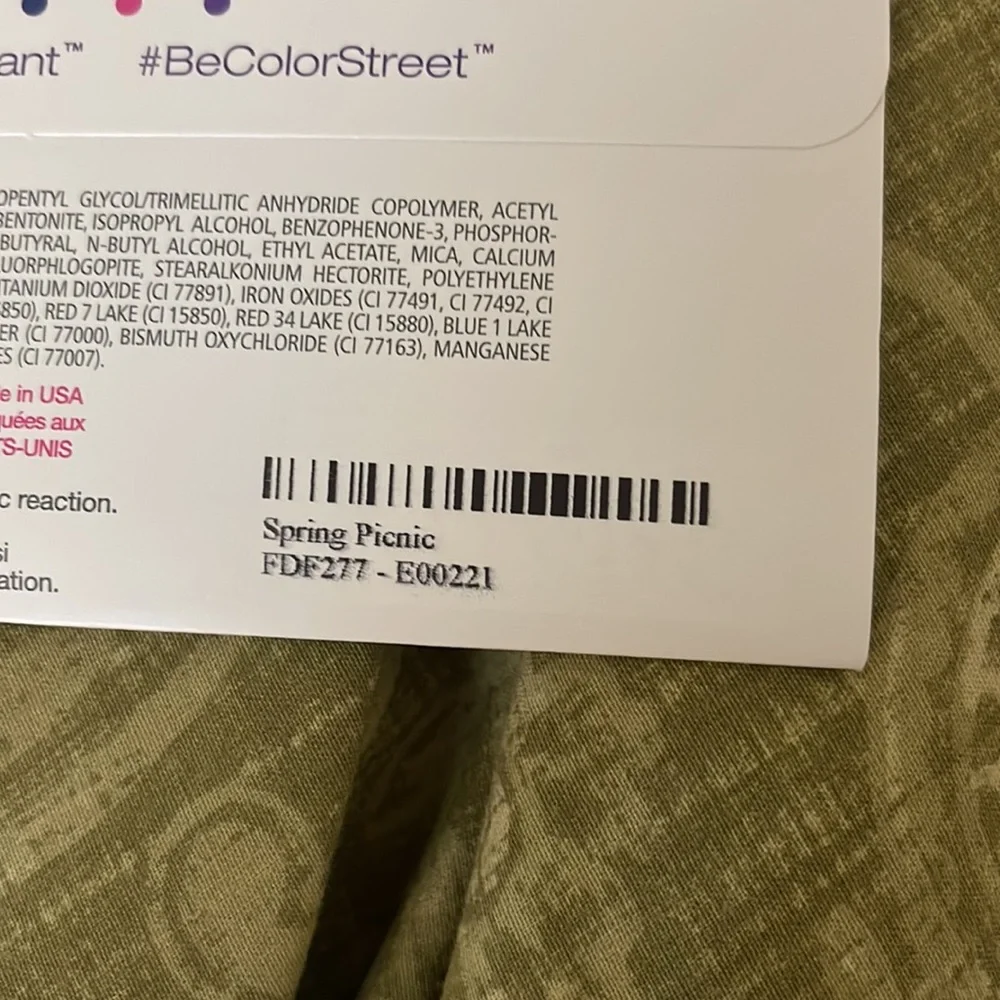 ant™ #BeColorStreet™
OPENTYL GLYCOL/TRIMELLITIC ANHYDRIDE COPOLYMER, ACETYL
BENTONITE, ISOPROPYL ALCOHOL, BENZOPHENONE-3, PHOSPHOR-
BUTYRAL, N-BUTYL ALCOHOL, ETHYL ACETATE, MICA, CALCIUM
UORPHLOGOPITE, STEARALKONIUM HECTORITE, POLYETHYLENE
TANIUM DIOXIDE (CI 77891), IRON OXIDES (CI 77491, CI 77492, CI
850), RED 7 LAKE (CI 15850), RED 34 LAKE (CI 15880), BLUE 1 LAKE
ER (CI 77000), BISMUTH OXYCHLORIDE (CI 77163), MANGANESE
ES (CI 77007).
e in USA
quées aux
TS-UNIS
c reaction.
si
ation.
Spring Picnic
FDF277 - E00221